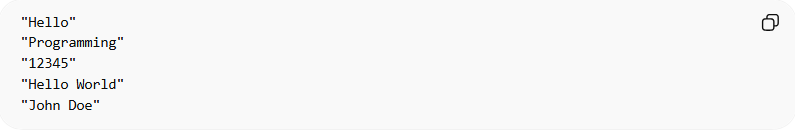 "Hello"
"Programming"
"12345"
"Hello World"
"John Doe"